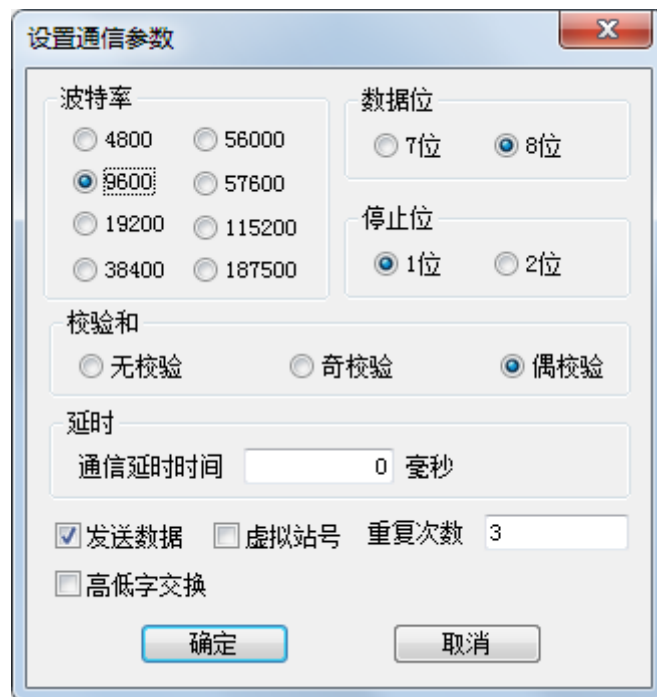 设置通信参数
波特率
4800
56000
9600
57600
19200
115200
38400
187500
数据位
7位
8位
停止位
1位
2位
校验和
无校验
奇校验
偶校验
延时
通信延时时间
0
毫秒
发送数据
虚拟站号
重复次数
3
高低字交换
确定
取消